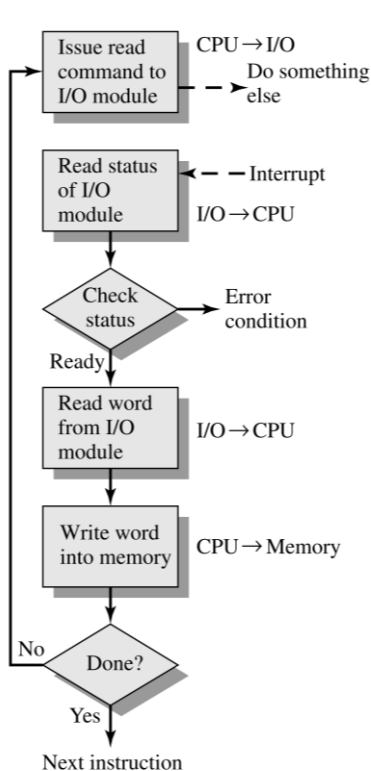 Issue read
command to
I/O module
CPU → I/O
Do something
else
Read status
of I/O
module
Interrupt
I/O → CPU
Check
status
Error
condition
Ready
Read word
from I/O
module
I/O → CPU
Write word
into memory
CPU → Memory
No
Done?
Yes
Next instruction